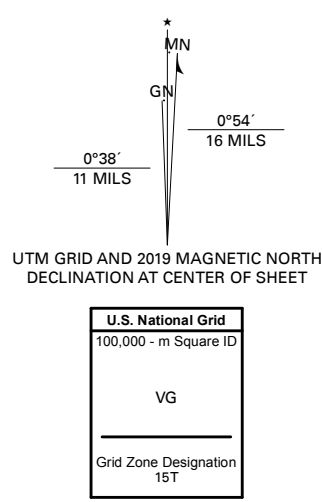 ★
MN
GN
0°54´
16 MILS
0°38´
11 MILS
UTM GRID AND 2019 MAGNETIC NORTH
DECLINATION AT CENTER OF SHEET
U.S. National Grid
100,000 - m Square ID
VG
Grid Zone Designation
15T